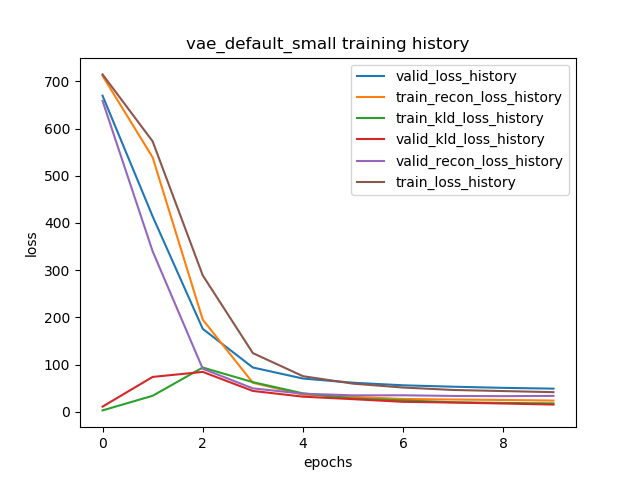 vae_default_small training history
valid_loss_history
train_recon_loss_history
train_kld_loss_history
valid_kld_loss_history
valid_recon_loss_history
train_loss_history
700
600
500
400
300
200
100
0
loss
0 2 4 6 8
epochs